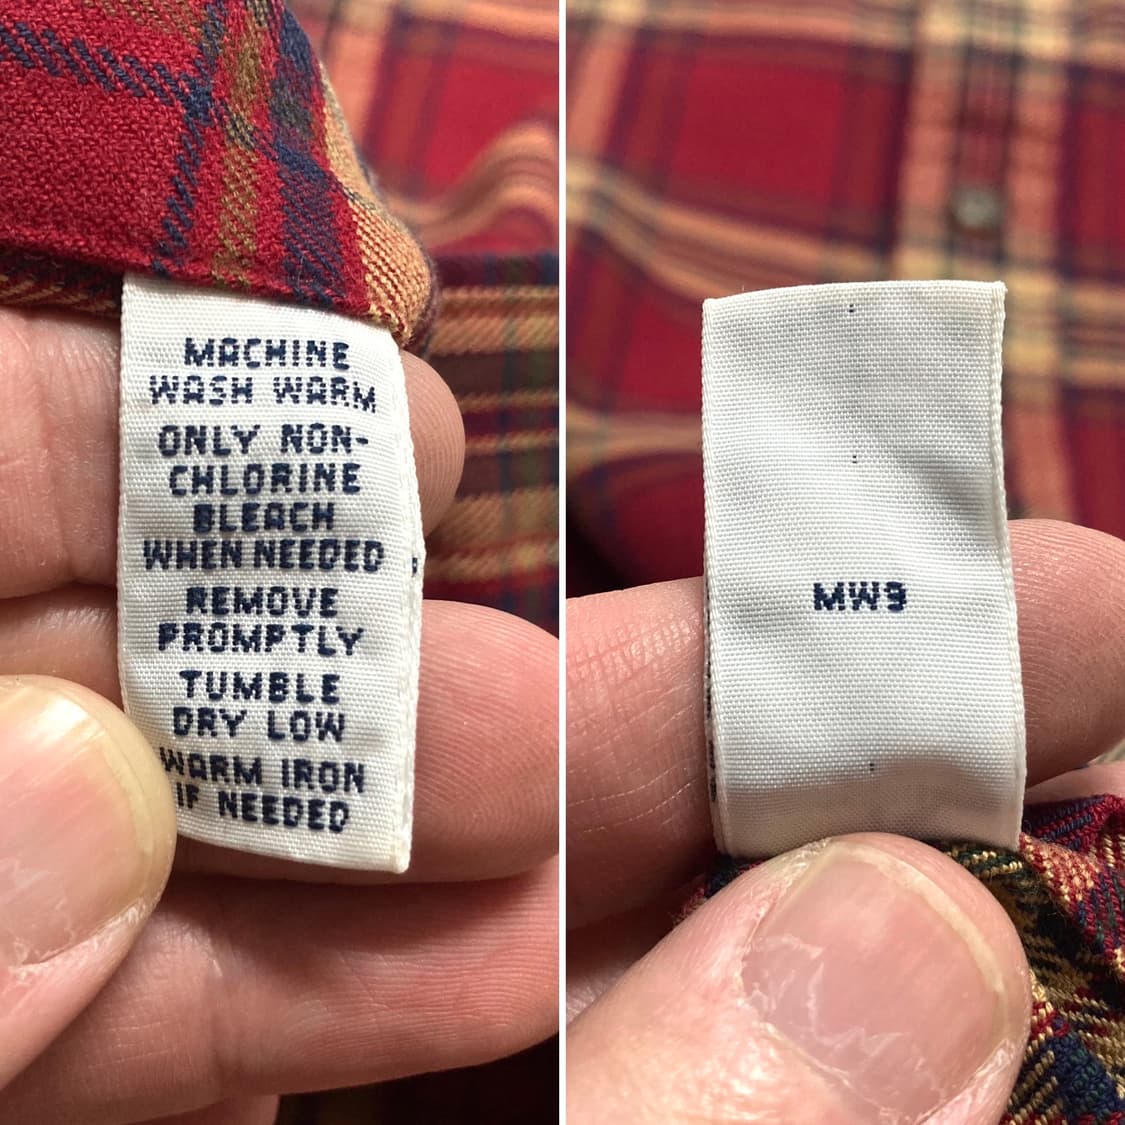 MACHINE
WASH WARM
ONLY NON-
CHLORINE
BLEACH
WHEN NEEDED
REMOVE
PROMPTLY
TUMBLE
DRY LOW
WARM IRON
IF NEEDED
MW9